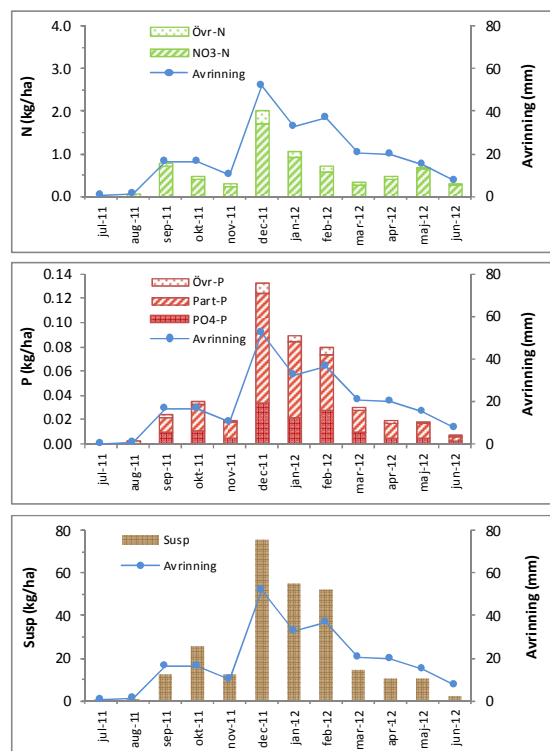 N (kg/ha)
4.0
3.0
2.0
1.0
0.0
Övr-N
NO3-N
Avrinning
80
60
40
20
0
Avrinning (mm)
jul-11
aug-11
sep-11
okt-11
nov-11
dec-11
jan-12
feb-12
mar-12
apr-12
maj-12
jun-12
P (kg/ha)
0.14
0.12
0.10
0.08
0.06
0.04
0.02
0.00
Övr-P
Part-P
PO4-P
Avrinning
80
60
40
20
0
Avrinning (mm)
jul-11
aug-11
sep-11
okt-11
nov-11
dec-11
jan-12
feb-12
mar-12
apr-12
maj-12
jun-12
Susp (kg/ha)
80
60
40
20
0
Susp
Avrinning
80
60
40
20
0
Avrinning (mm)
jul-11
aug-11
sep-11
okt-11
nov-11
dec-11
jan-12
feb-12
mar-12
apr-12
maj-12
jun-12